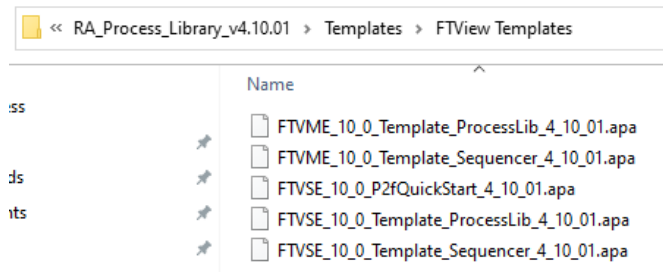 « RA_Process_Library_v4.10.01 > Templates > FTView Templates
Name
ess
FTVME_10_0_Template_ProcessLib_4_10_01.apa
FTVME_10_0_Template_Sequencer_4_10_01.apa
ds
FTVSE_10_0_P2fQuickStart_4_10_01.apa
nts
FTVSE_10_0_Template_ProcessLib_4_10_01.apa
FTVSE_10_0_Template_Sequencer_4_10_01.apa